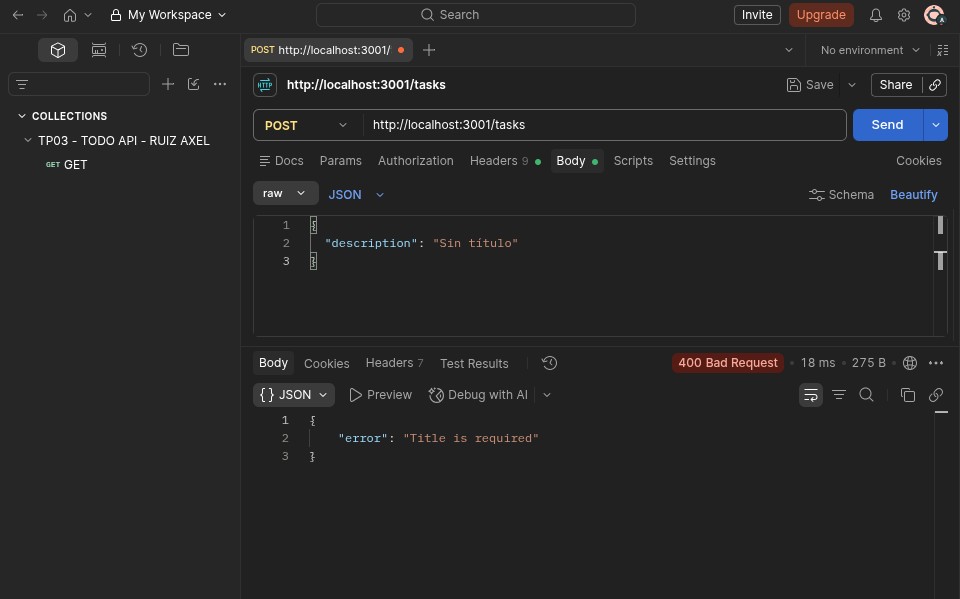 My Workspace
Search
Invite
Upgrade
POST http://localhost:3001/
No environment
HTTP http://localhost:3001/tasks
Save
Share
COLLECTIONS
TP03 - TODO API - RUIZ AXEL
GET GET
POST
http://localhost:3001/tasks
Send
Docs Params Authorization Headers 9 Body Scripts Settings Cookies
raw JSON Schema Beautify
1 {
2 "description": "Sin título"
3 }
Body Cookies Headers 7 Test Results 400 Bad Request • 18 ms • 275 B
{} JSON Preview Debug with AI
1 {
2 "error": "Title is required"
3 }